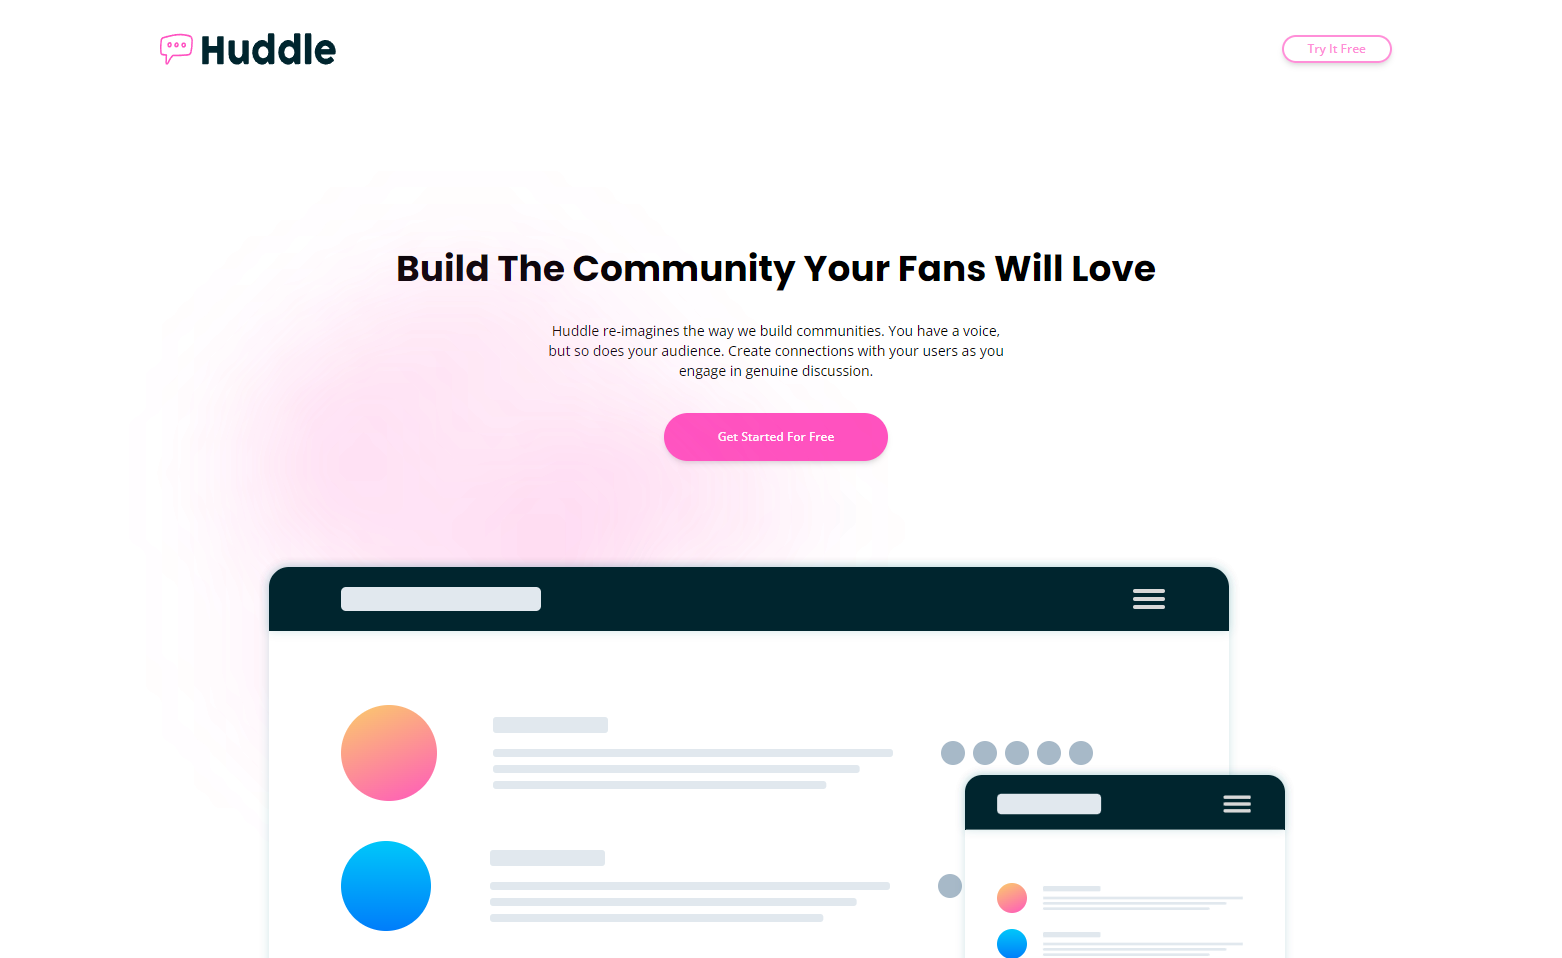 Huddle
Try It Free
Build The Community Your Fans Will Love
Huddle re-imagines the way we build communities. You have a voice,
but so does your audience. Create connections with your users as you
engage in genuine discussion.
Get Started For Free